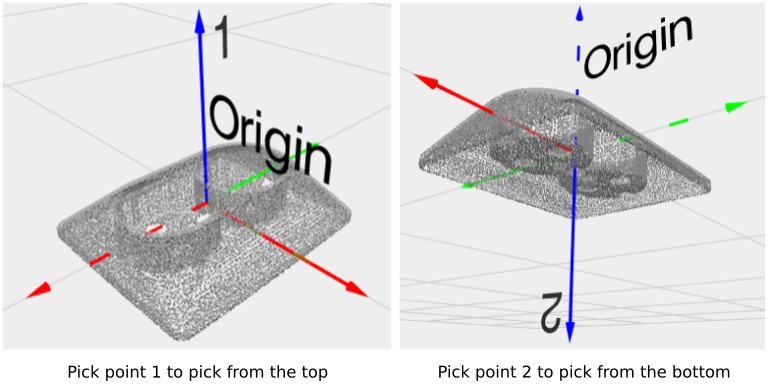 1
Origin
Origin
2
Pick point 1 to pick from the top
Pick point 2 to pick from the bottom